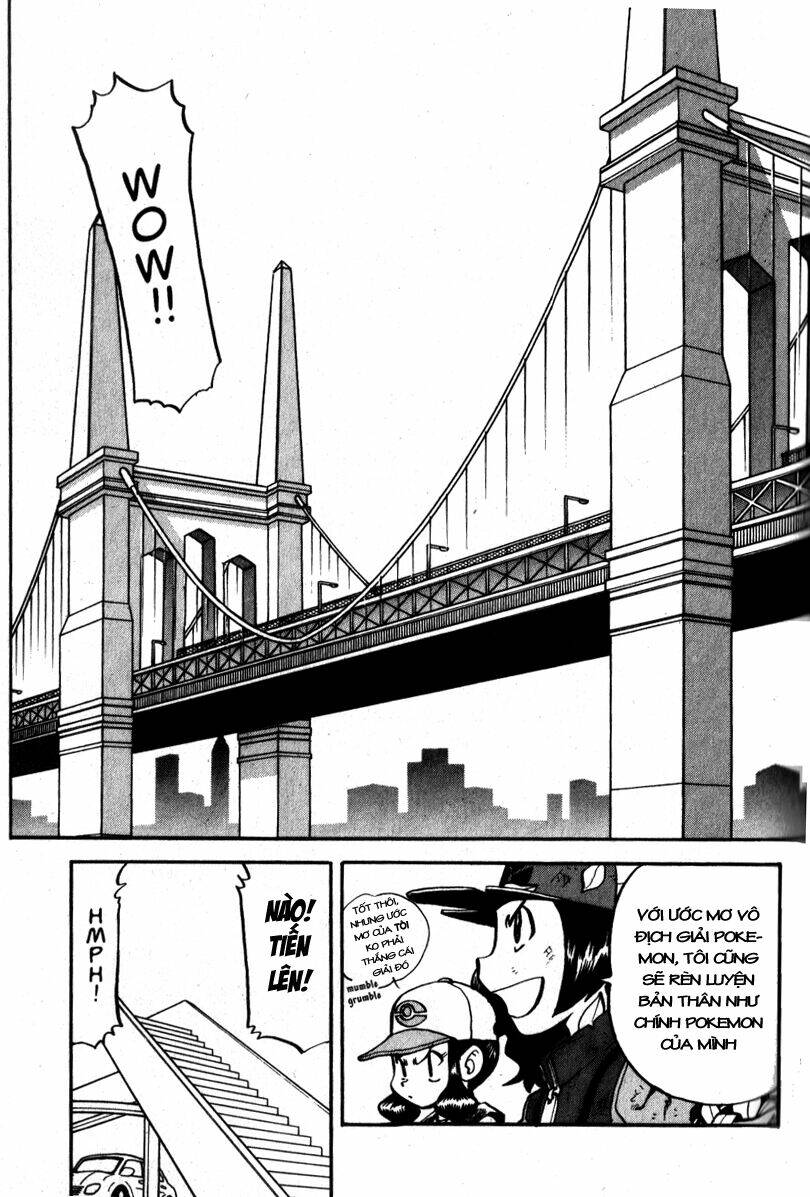 WOW!!
VỚI ƯỚC MƠ VÔ
ĐỊCH GIẢI POKE-
MON, TÔI CŨNG
SẼ RÈN LUYỆN
BẢN THÂN NHƯ
CHÍNH POKEMON
CỦA MÌNH
TỐT THÔI,
NHƯNG ƯỚC
MƠ CỦA TÔI
KO PHẢI
THẮNG CÁI
GIẢI ĐÓ
mumble
grumble
NÀO!
TIẾN
LÊN!
HMPH!